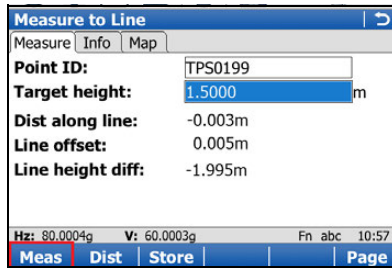 Measure to Line
Measure Info Map
Point ID: TPS0199
Target height: 1.5000 m
Dist along line: -0.003m
Line offset: 0.005m
Line height diff: -1.995m
Hz: 80.0004g V: 60.0003g Fn abc 10:57
Meas Dist Store Page